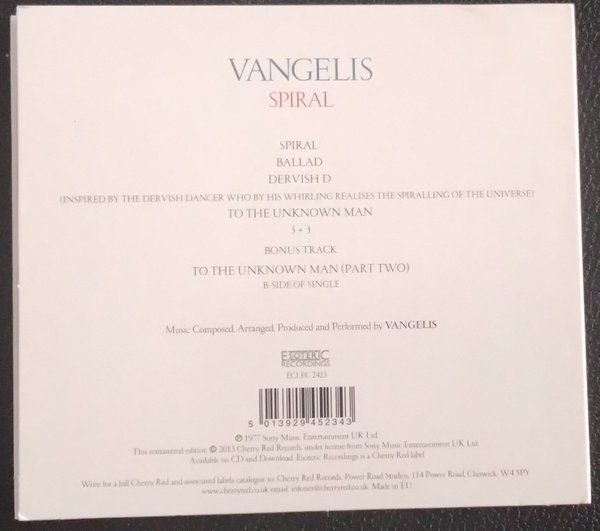 VANGELIS
SPIRAL
SPIRAL
BALLAD
DERVISH D
(INSPIRED BY THE DERVISH DANCER WHO BY HIS WHIRLING REALISES THE SPIRALLING OF THE UNIVERSE)
TO THE UNKNOWN MAN
3 + 3
BONUS TRACK
TO THE UNKNOWN MAN (PART TWO)
B-SIDE OF SINGLE
Music Composed, Arranged, Produced and Performed by VANGELIS
ESOTERIC
RECORDINGS
ECLEC 2423
5 013929 452343
℗ 1977 Sony Music Entertainment UK Ltd.
This remastered edition © 2013 Cherry Red Records, under license from Sony Music Entertainment UK Ltd.
Available on CD and Download. Esoteric Recordings is a Cherry Red label
Write for a full Cherry Red and associated labels catalogue to: Cherry Red Records, Power Road Studios, 114 Power Road, Chiswick, W4 5PY
www.cherryred.co.uk email: infonet@cherryred.co.uk Made in EU